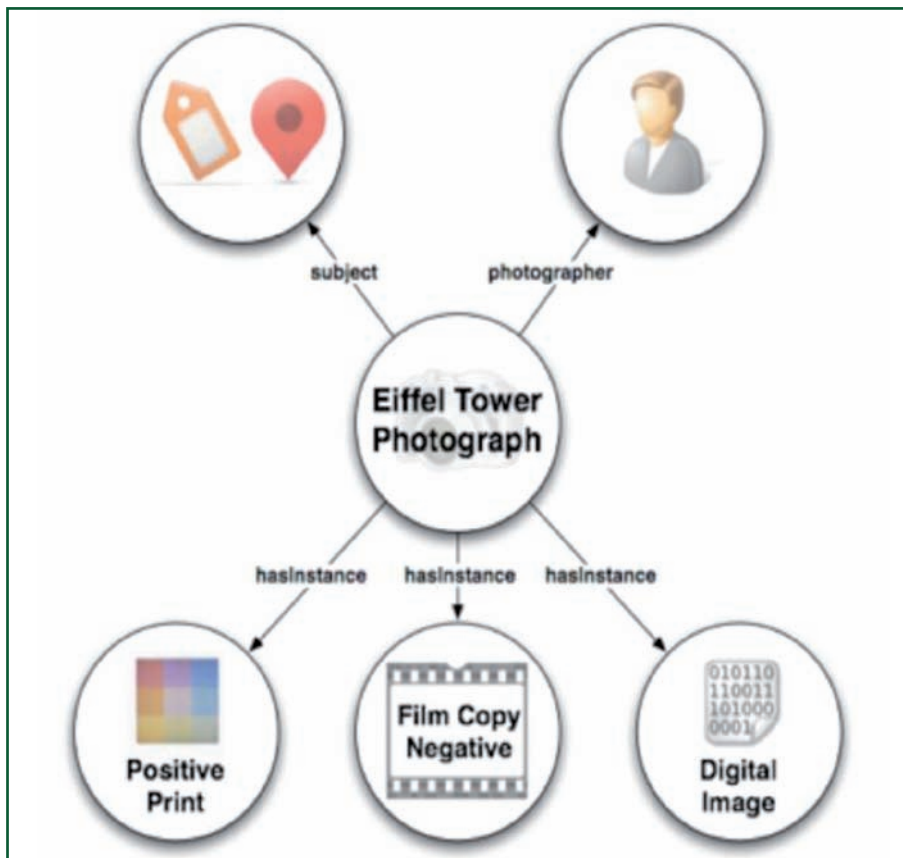 subject
photographer
Eiffel Tower
Photograph
hasInstance
hasInstance
hasInstance
Positive
Print
Film Copy
Negative
010110
110011
101000
0001
Digital
Image